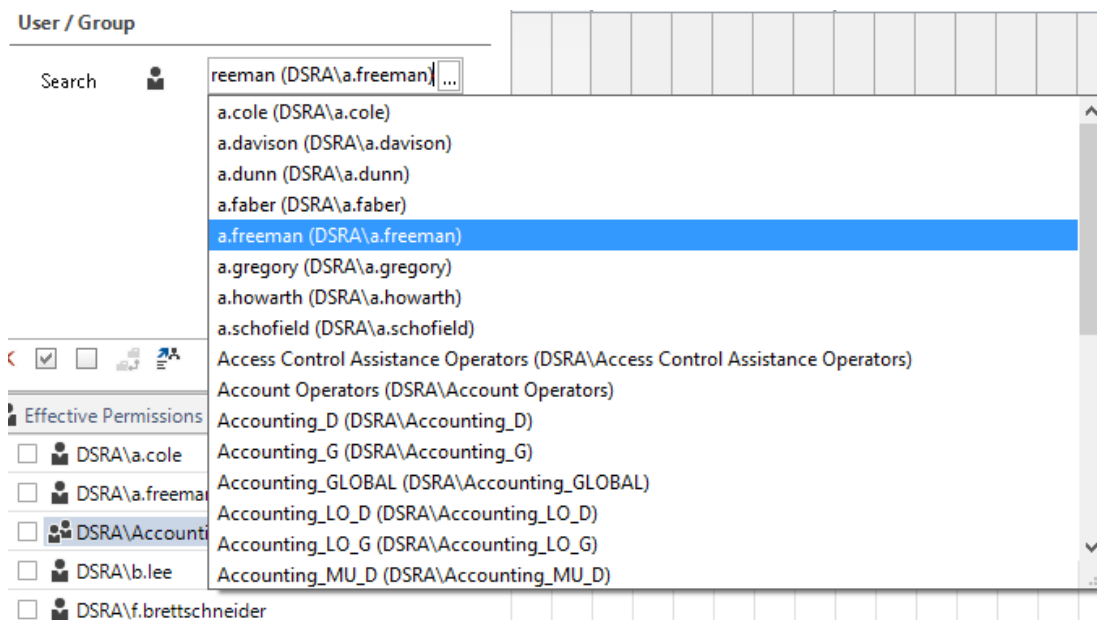 User / Group
Search
reeman (DSRA\a.freeman)
...
a.cole (DSRA\a.cole)
a.davison (DSRA\a.davison)
a.dunn (DSRA\a.dunn)
a.faber (DSRA\a.faber)
a.freeman (DSRA\a.freeman)
a.gregory (DSRA\a.gregory)
a.howarth (DSRA\a.howarth)
a.schofield (DSRA\a.schofield)
Access Control Assistance Operators (DSRA\Access Control Assistance Operators)
Account Operators (DSRA\Account Operators)
Accounting_D (DSRA\Accounting_D)
Accounting_G (DSRA\Accounting_G)
Accounting_GLOBAL (DSRA\Accounting_GLOBAL)
Accounting_LO_D (DSRA\Accounting_LO_D)
Accounting_LO_G (DSRA\Accounting_LO_G)
Accounting_MU_D (DSRA\Accounting_MU_D)
Effective Permissions
DSRA\a.cole
DSRA\a.freema
DSRA\Accounti
DSRA\b.lee
DSRA\f.brettschneider